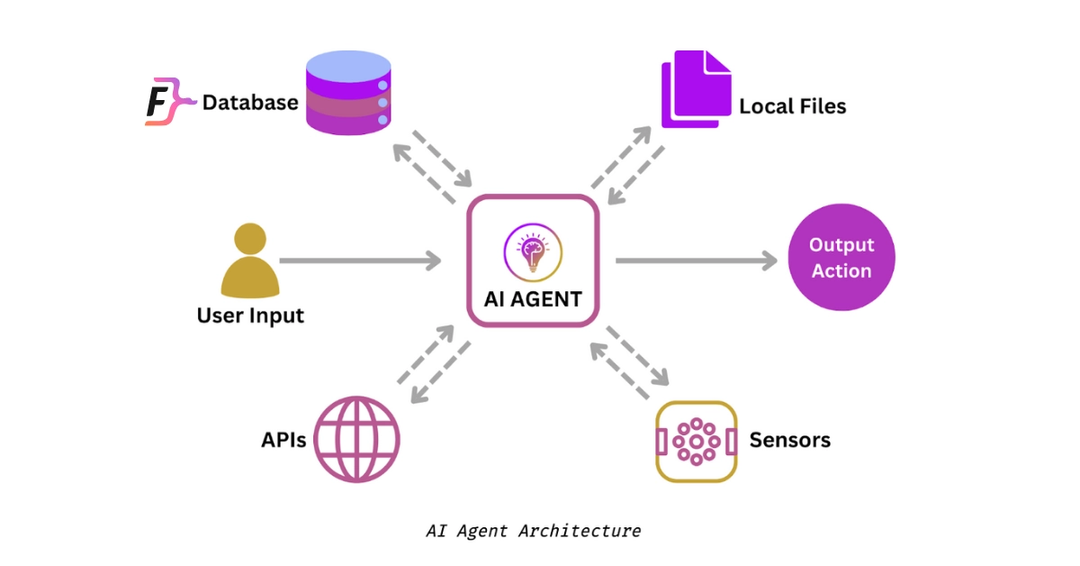 F Database
Local Files
Output
Action
AI AGENT
User Input
APIs
Sensors
AI Agent Architecture